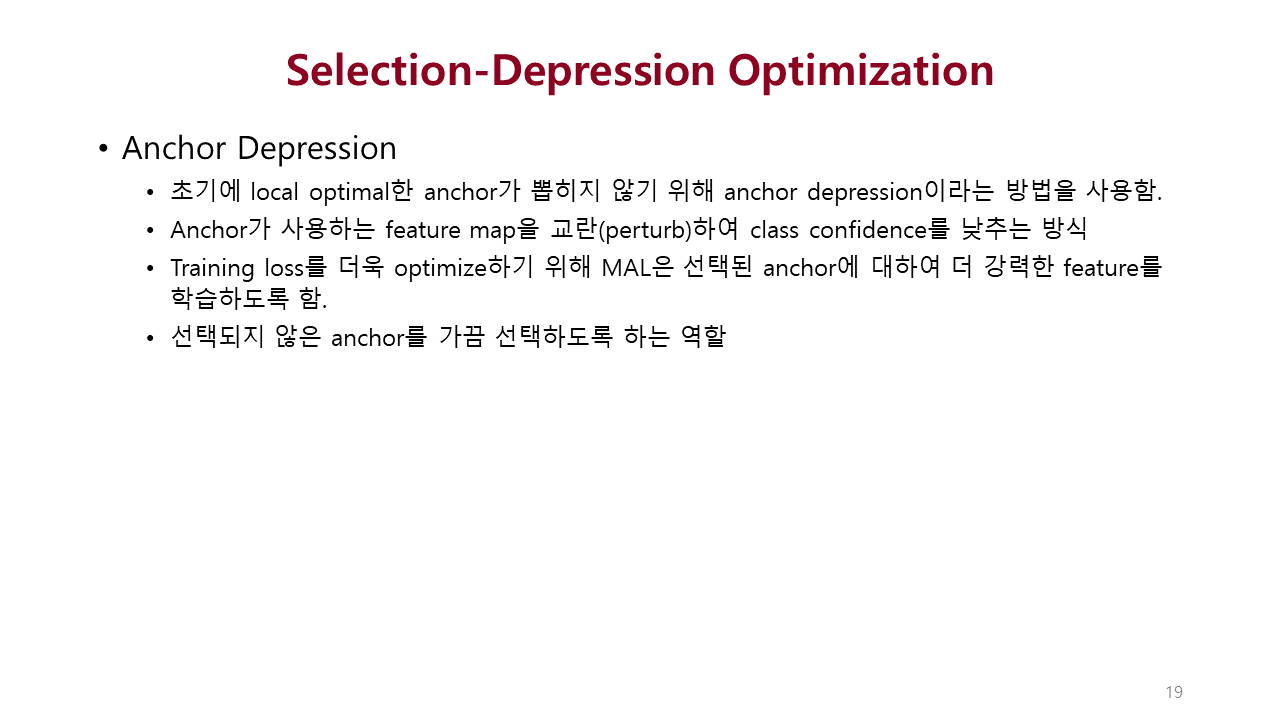 Selection-Depression Optimization
• Anchor Depression
• 초기에 local optimal한 anchor가 뽑히지 않기 위해 anchor depression이라는 방법을 사용함.
• Anchor가 사용하는 feature map을 교란(perturb)하여 class confidence를 낮추는 방식
• Training loss를 더욱 optimize하기 위해 MAL은 선택된 anchor에 대하여 더 강력한 feature를
학습하도록 함.
• 선택되지 않은 anchor를 가끔 선택하도록 하는 역할
19